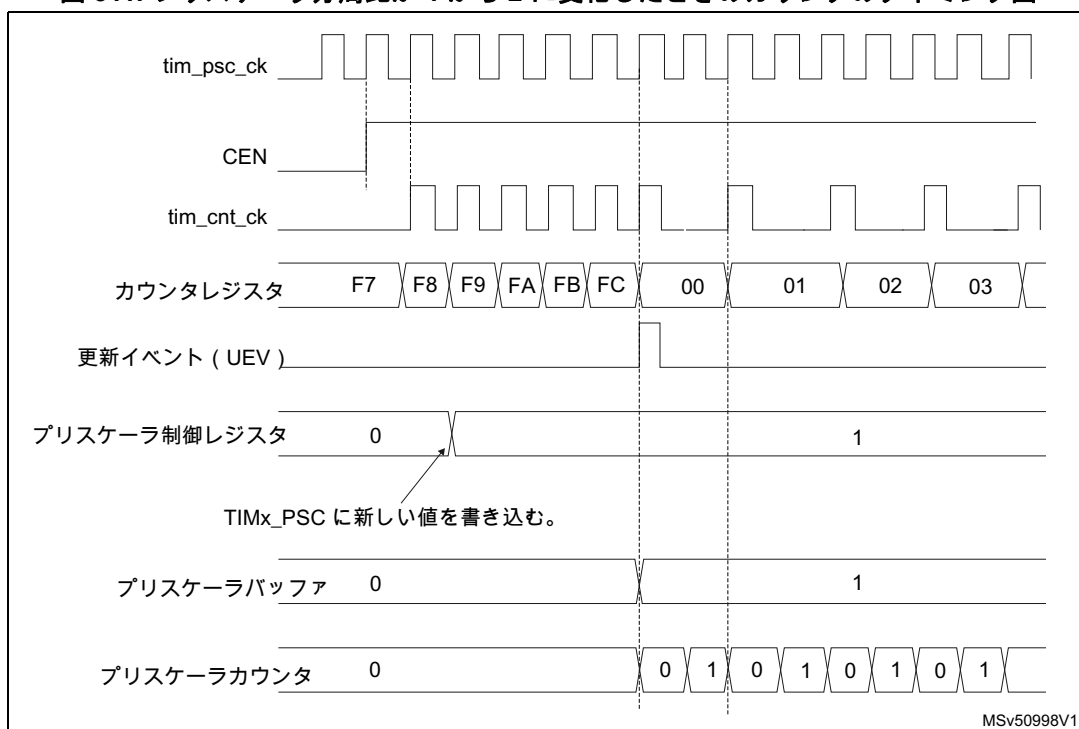 tim_psc_ck
CEN
tim_cnt_ck
カウンタレジスタ F7 F8 F9 FA FB FC 00 01 02 03
更新イベント ( UEV )
プリスケーラ制御レジスタ 0 1
TIMx_PSC に新しい値を書き込む。
プリスケーラバッファ 0 1
プリスケーラカウンタ 0 0 1 0 1 0 1 0 1
MSv50998V1